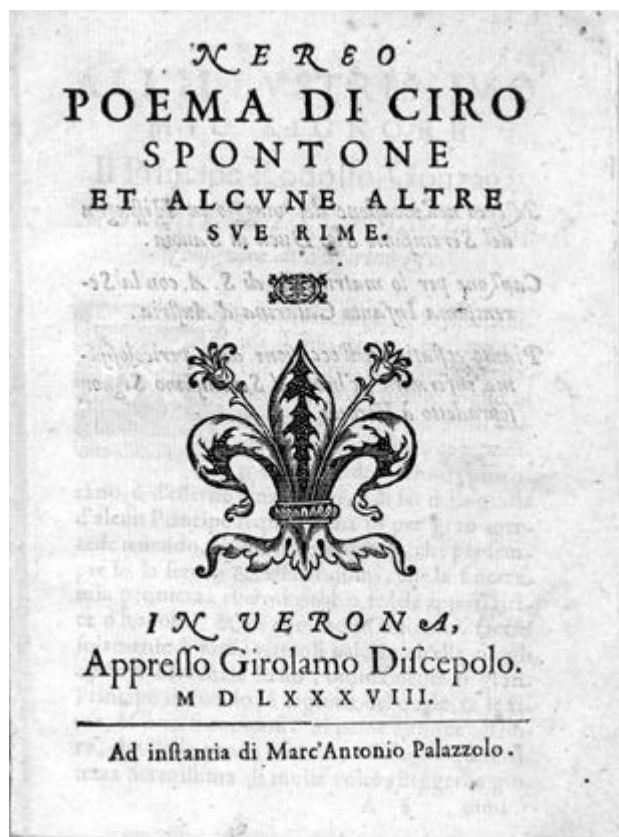 NEREO
POEMA DI CIRO
SPONTONE
ET ALCVNE ALTRE
SVE RIME.
IN VERONA,
Appreſſo Girolamo Diſcepolo.
M D LXXXVIII.
Ad inſtantia di Marc'Antonio Palazzolo.